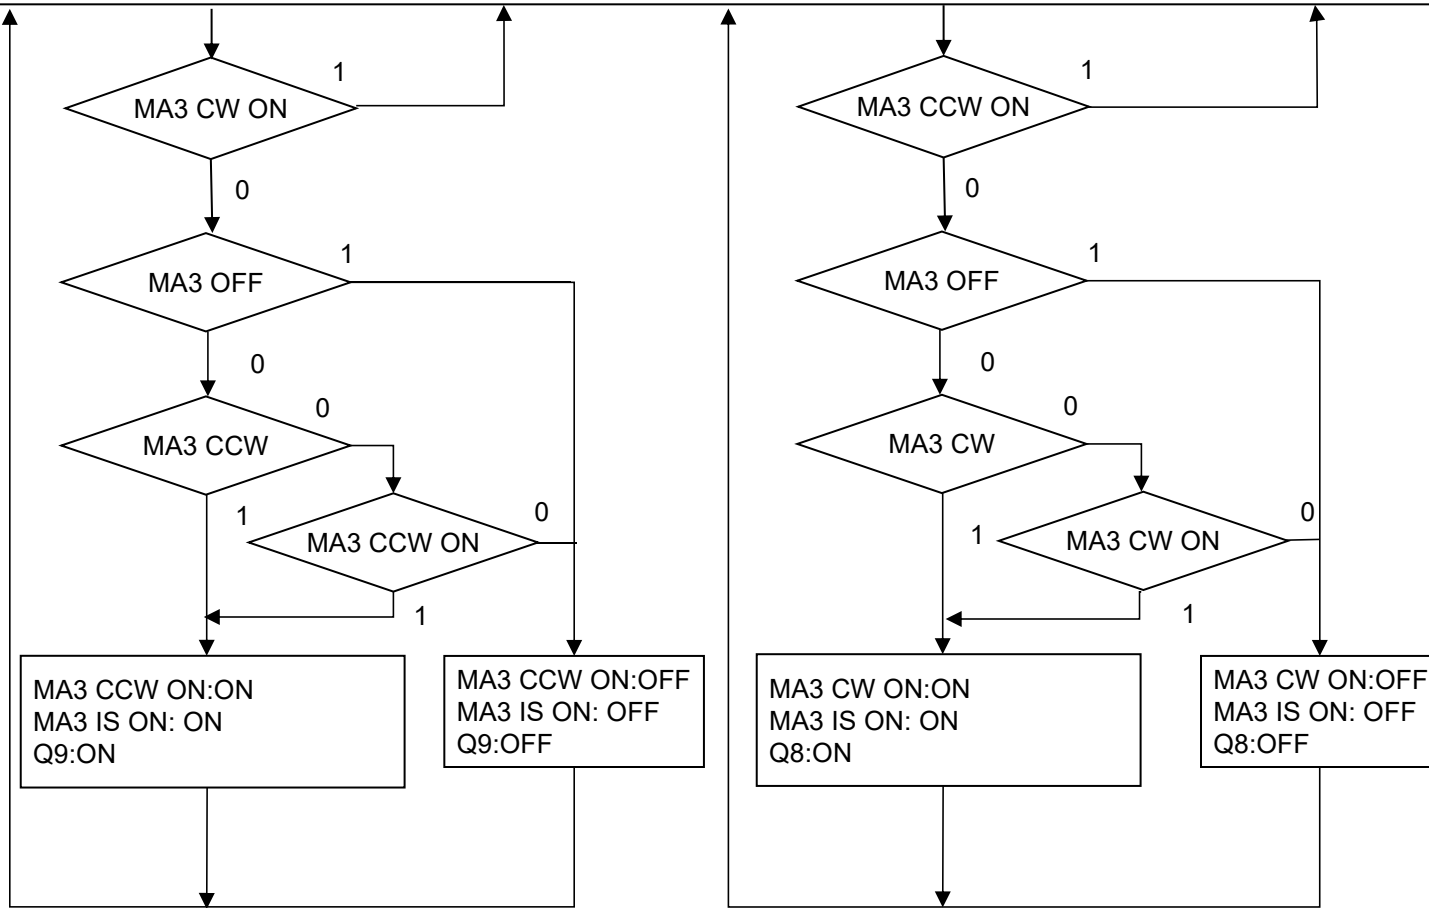 1
MA3 CW ON
0
1
MA3 OFF
0
0
MA3 CCW
1
0
MA3 CCW ON
1
MA3 CCW ON:ON
MA3 IS ON: ON
Q9:ON
MA3 CCW ON:OFF
MA3 IS ON: OFF
Q9:OFF
1
MA3 CCW ON
0
1
MA3 OFF
0
0
MA3 CW
1
0
MA3 CW ON
1
MA3 CW ON:ON
MA3 IS ON: ON
Q8:ON
MA3 CW ON:OFF
MA3 IS ON: OFF
Q8:OFF